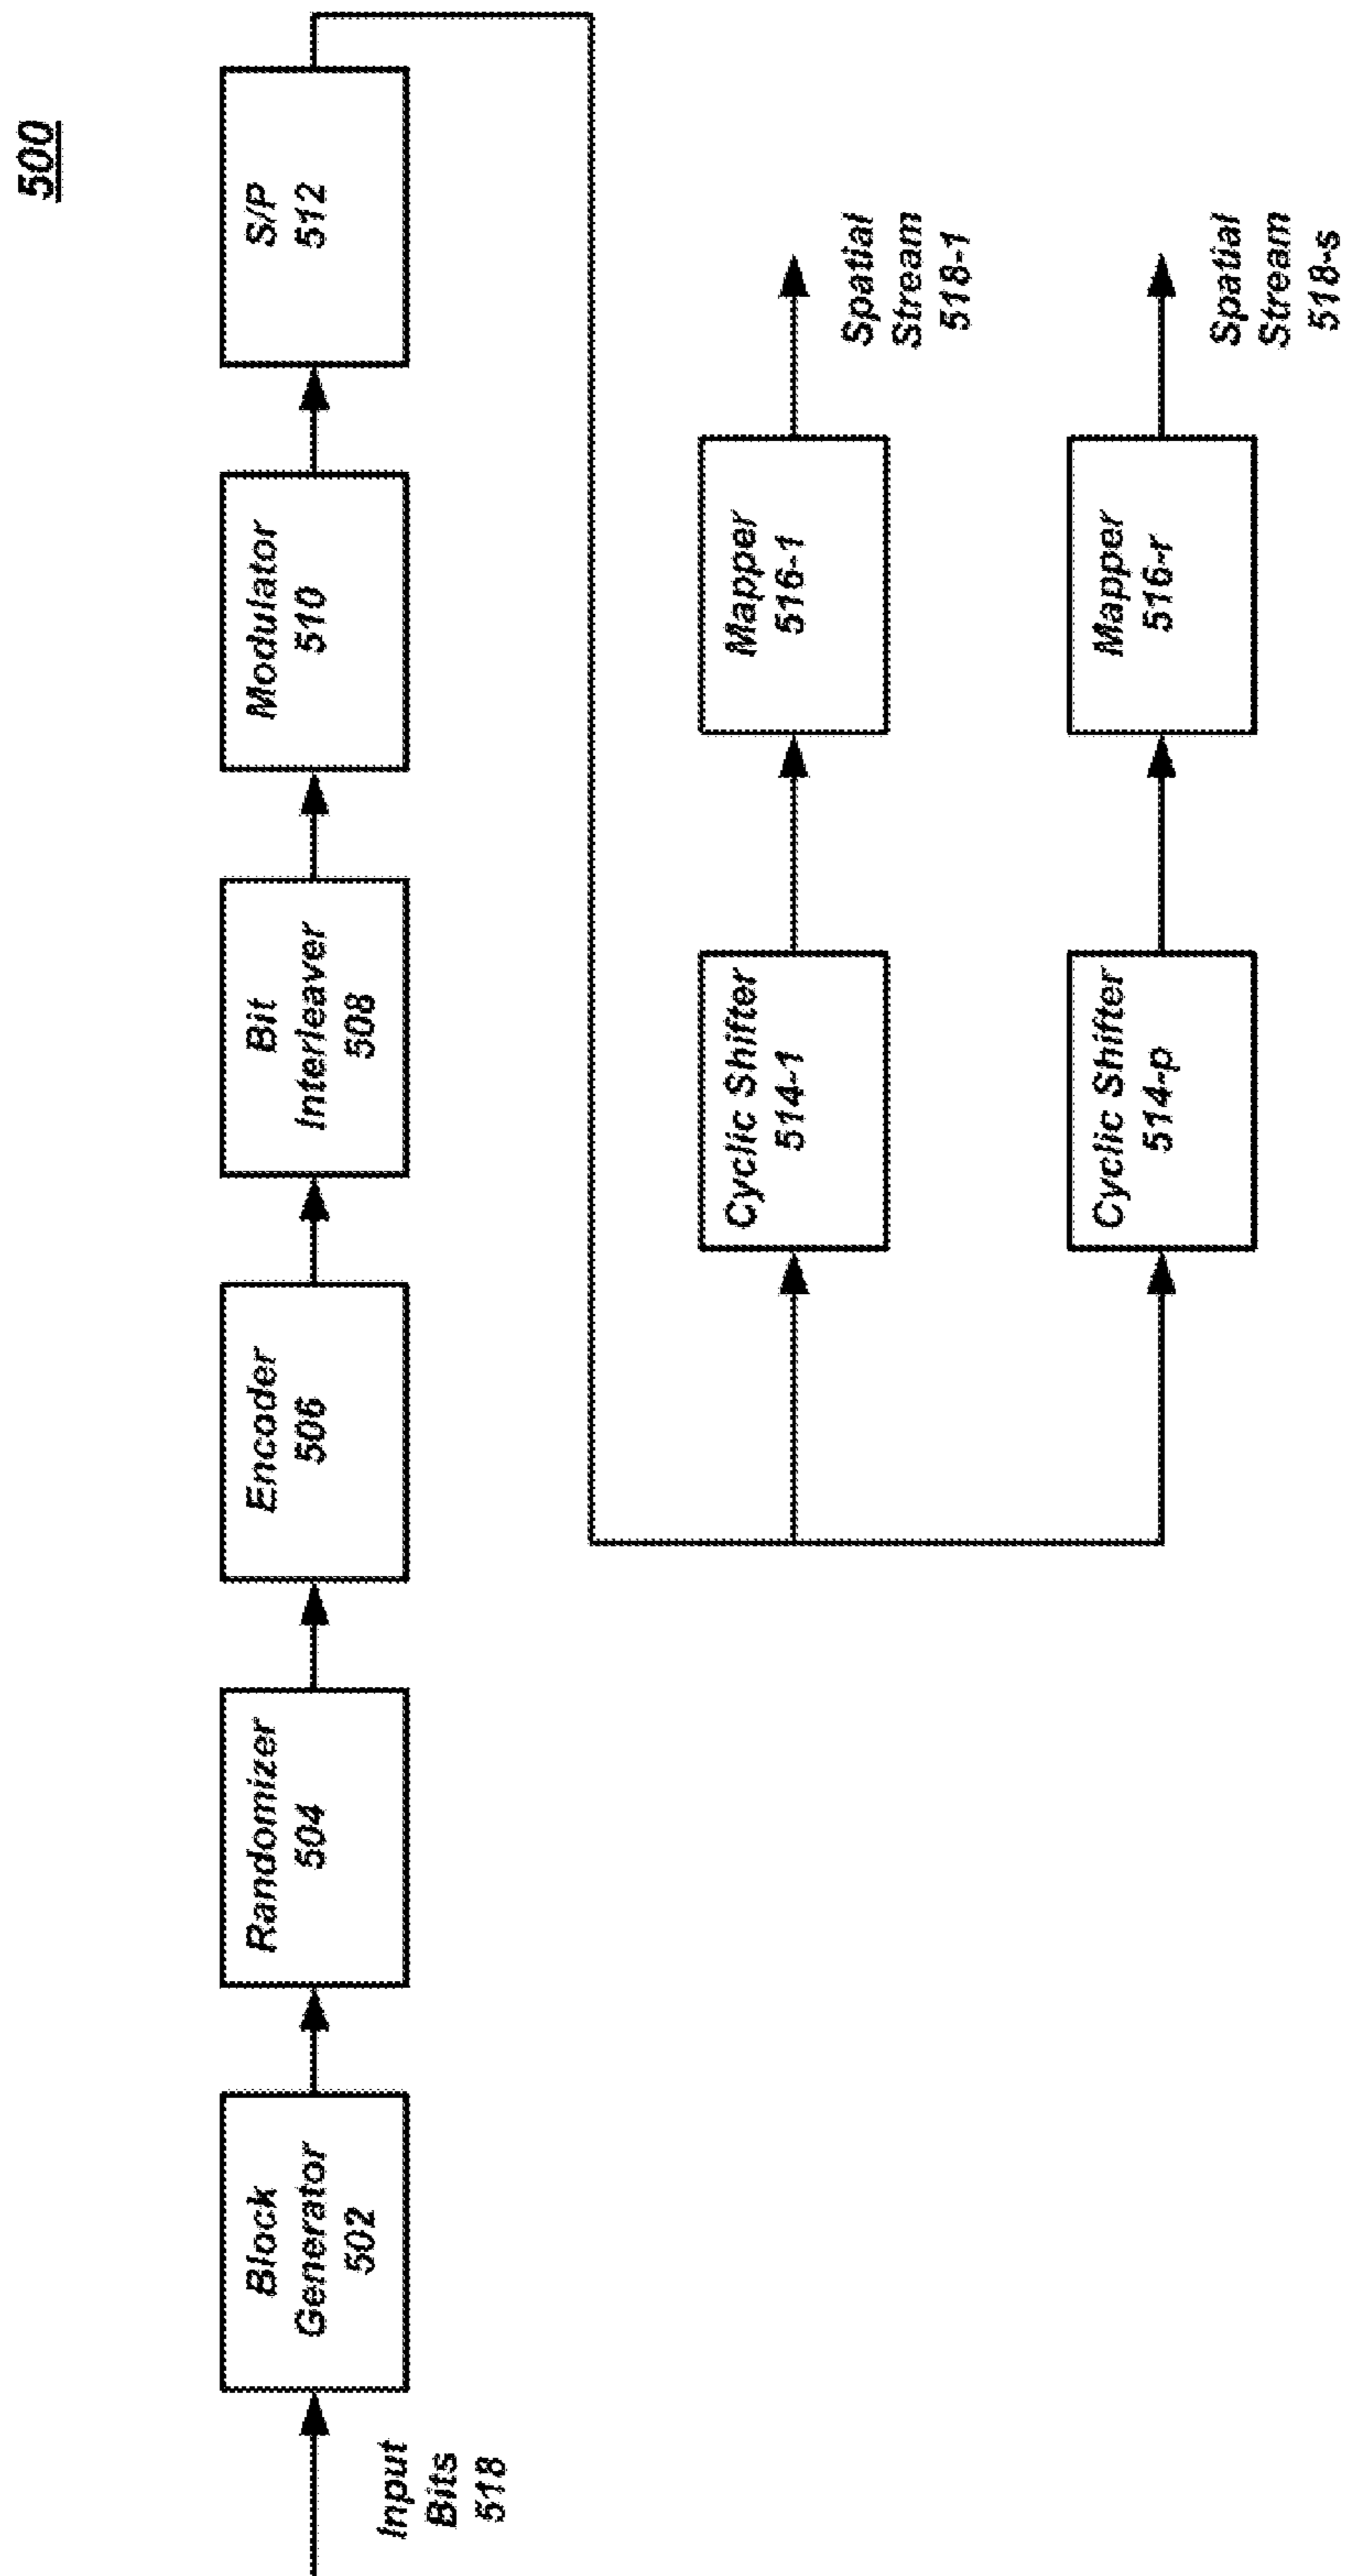 500
Input
Bits
518
Block
Generator
502
Randomizer
504
Encoder
506
Bit
Interleaver
508
Modulator
510
S/P
512
Cyclic Shifter
514-1
Mapper
516-1
Spatial
Stream
518-1
Cyclic Shifter
514-p
Mapper
516-r
Spatial
Stream
518-s